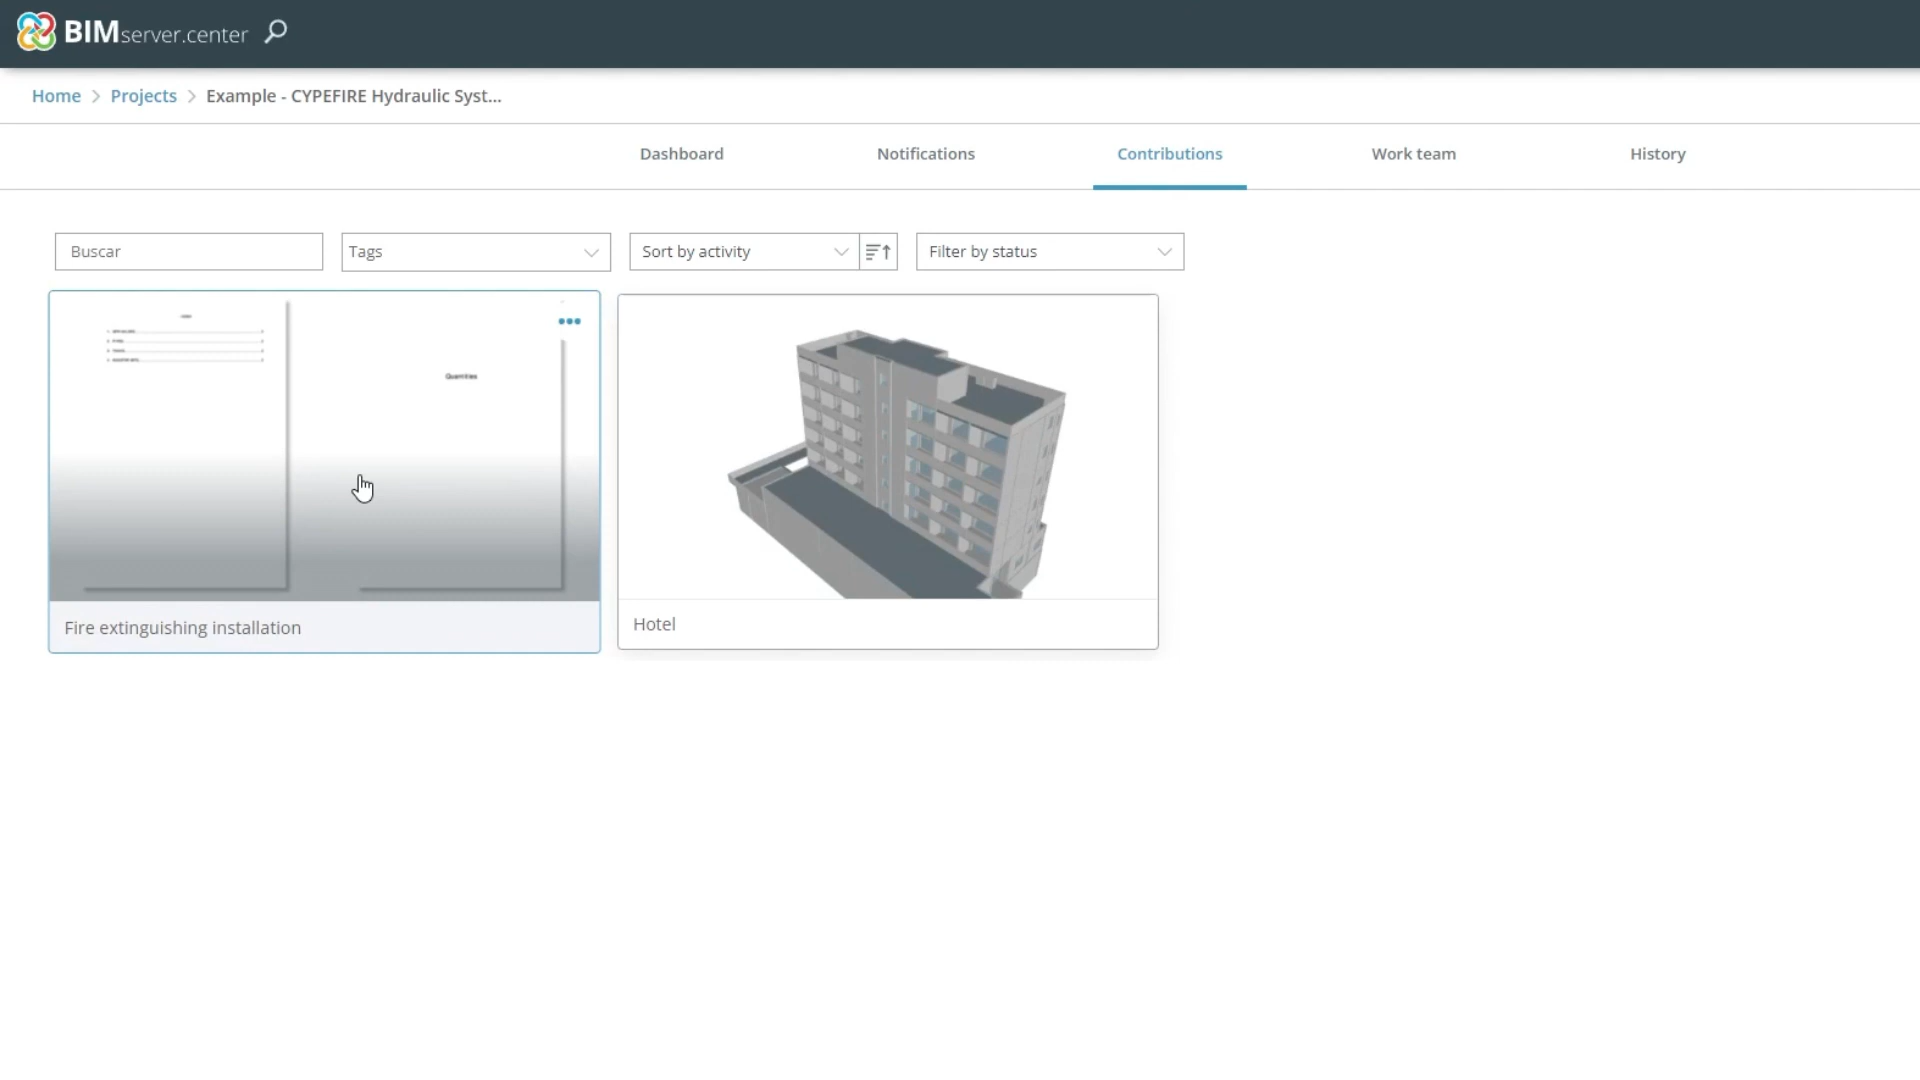 BIMserver.center
Home > Projects > Example - CYPEFIRE Hydraulic Syst...
Dashboard Notifications Contributions Work team History
Buscar Tags Sort by activity Filter by status
Quantities
Fire extinguishing installation
Hotel